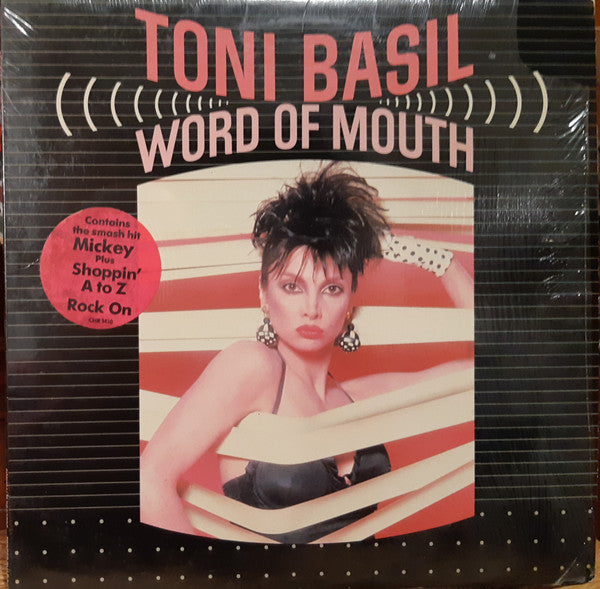 TONI BASIL
WORD OF MOUTH
Contains
the smash hit
Mickey
Plus
Shoppin'
A to Z
Rock On